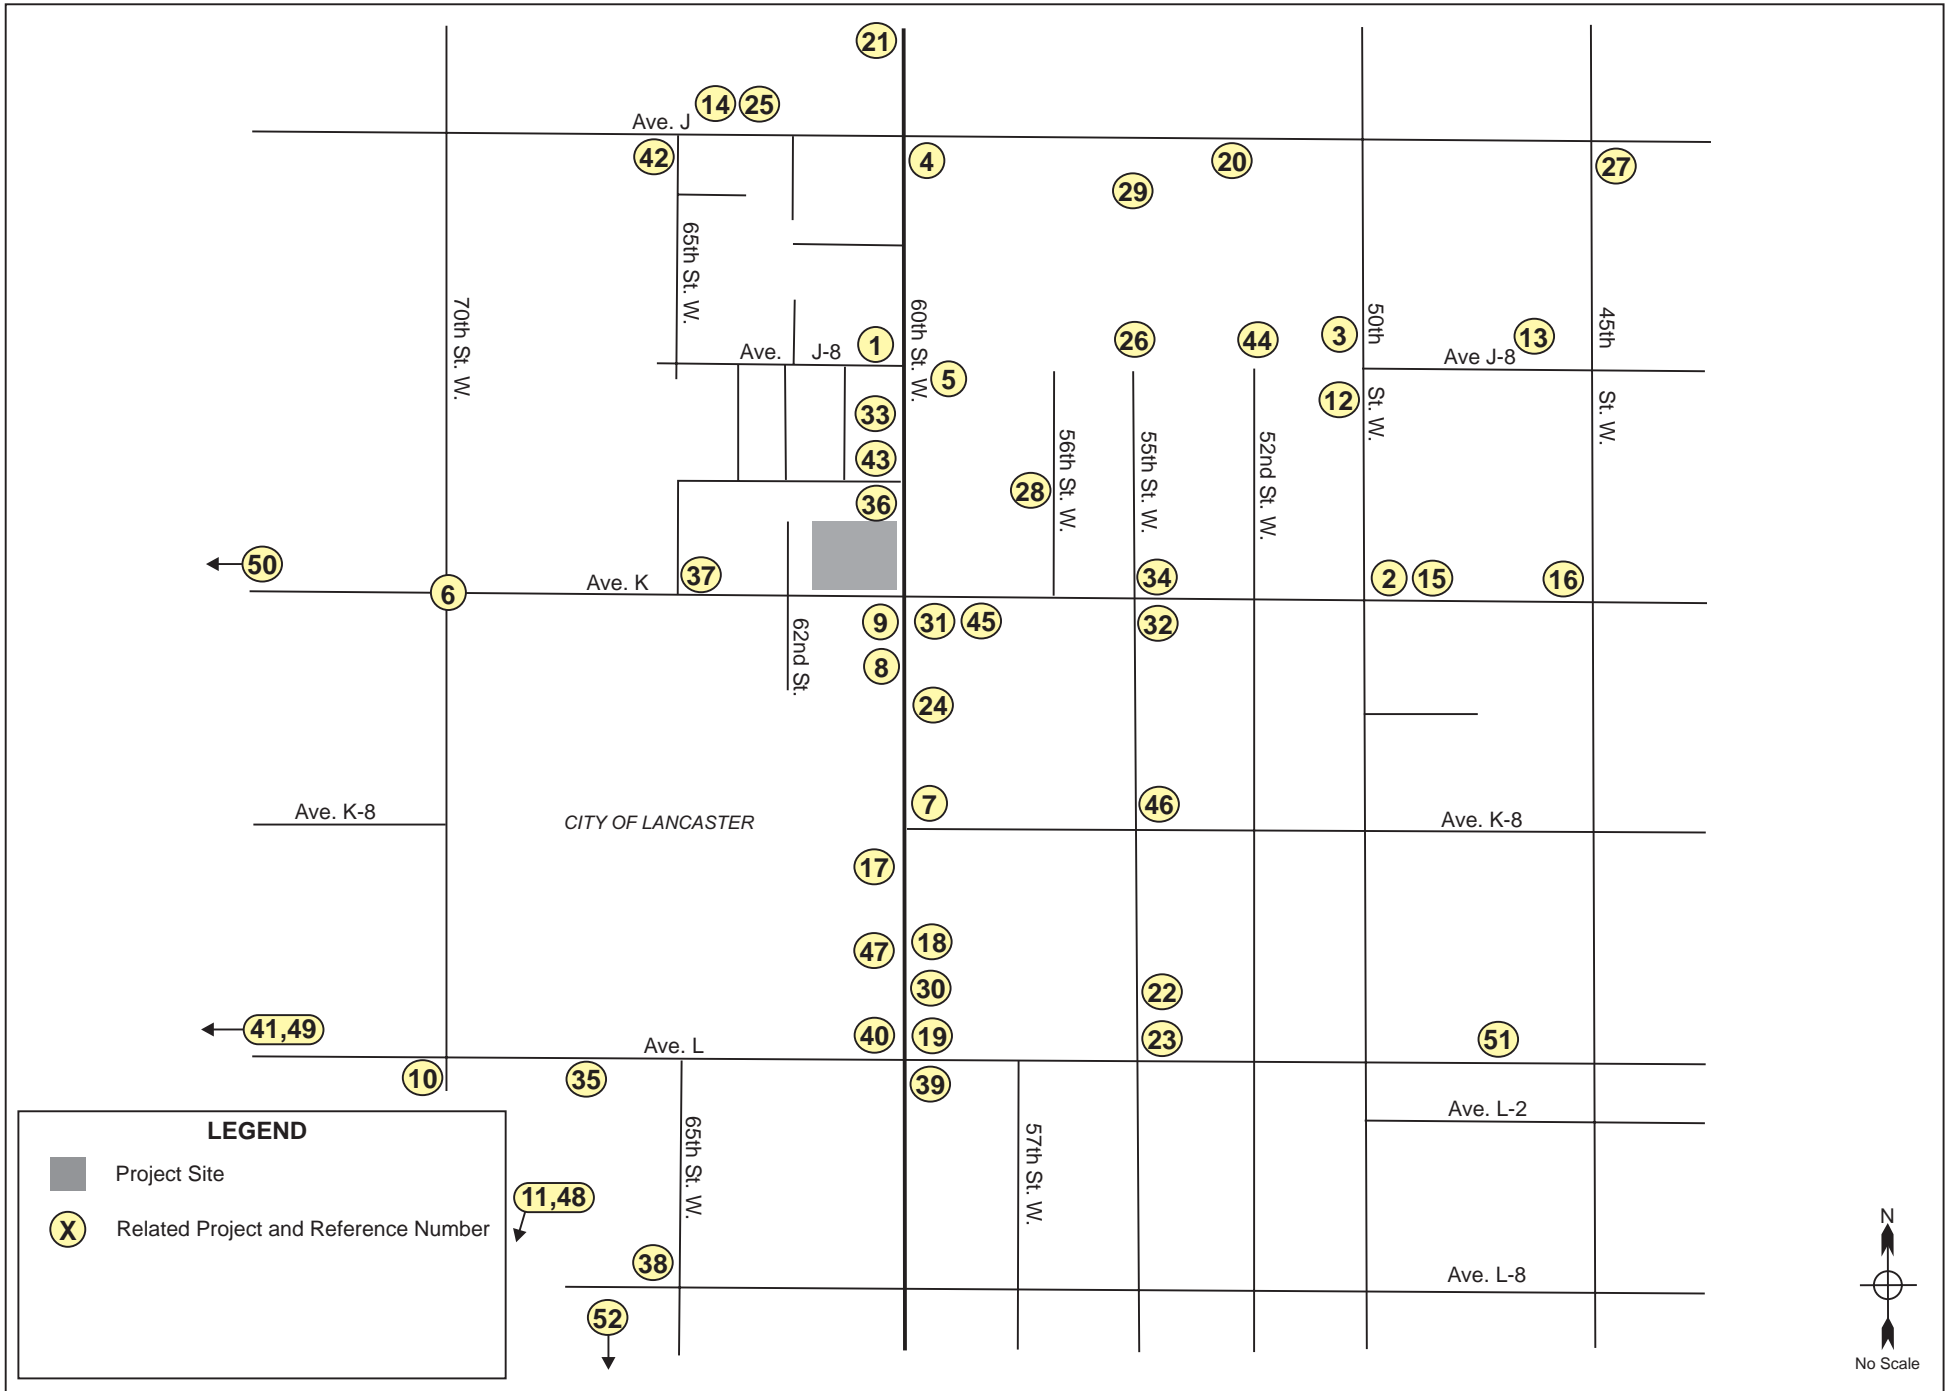 21
14 25
Ave. J
42
4
20
27
29
65th St. W.
70th St. W.
60th St. W.
50th St. W.
45th St. W.
1
26
44
3
13
Ave. J-8
Ave J-8
5
12
33
43
56th St. W.
55th St. W.
52nd St. W.
28
36
50
37
34
2 15
16
Ave. K
6
9
31 45
32
62nd St.
8
24
7
46
Ave. K-8
CITY OF LANCASTER
Ave. K-8
17
18
47
30
22
41,49
40
19
23
51
Ave. L
10
35
39
Ave. L-2
65th St. W.
57th St. W.
LEGEND
Project Site
X Related Project and Reference Number
11,48
38
Ave. L-8
52
N
No Scale